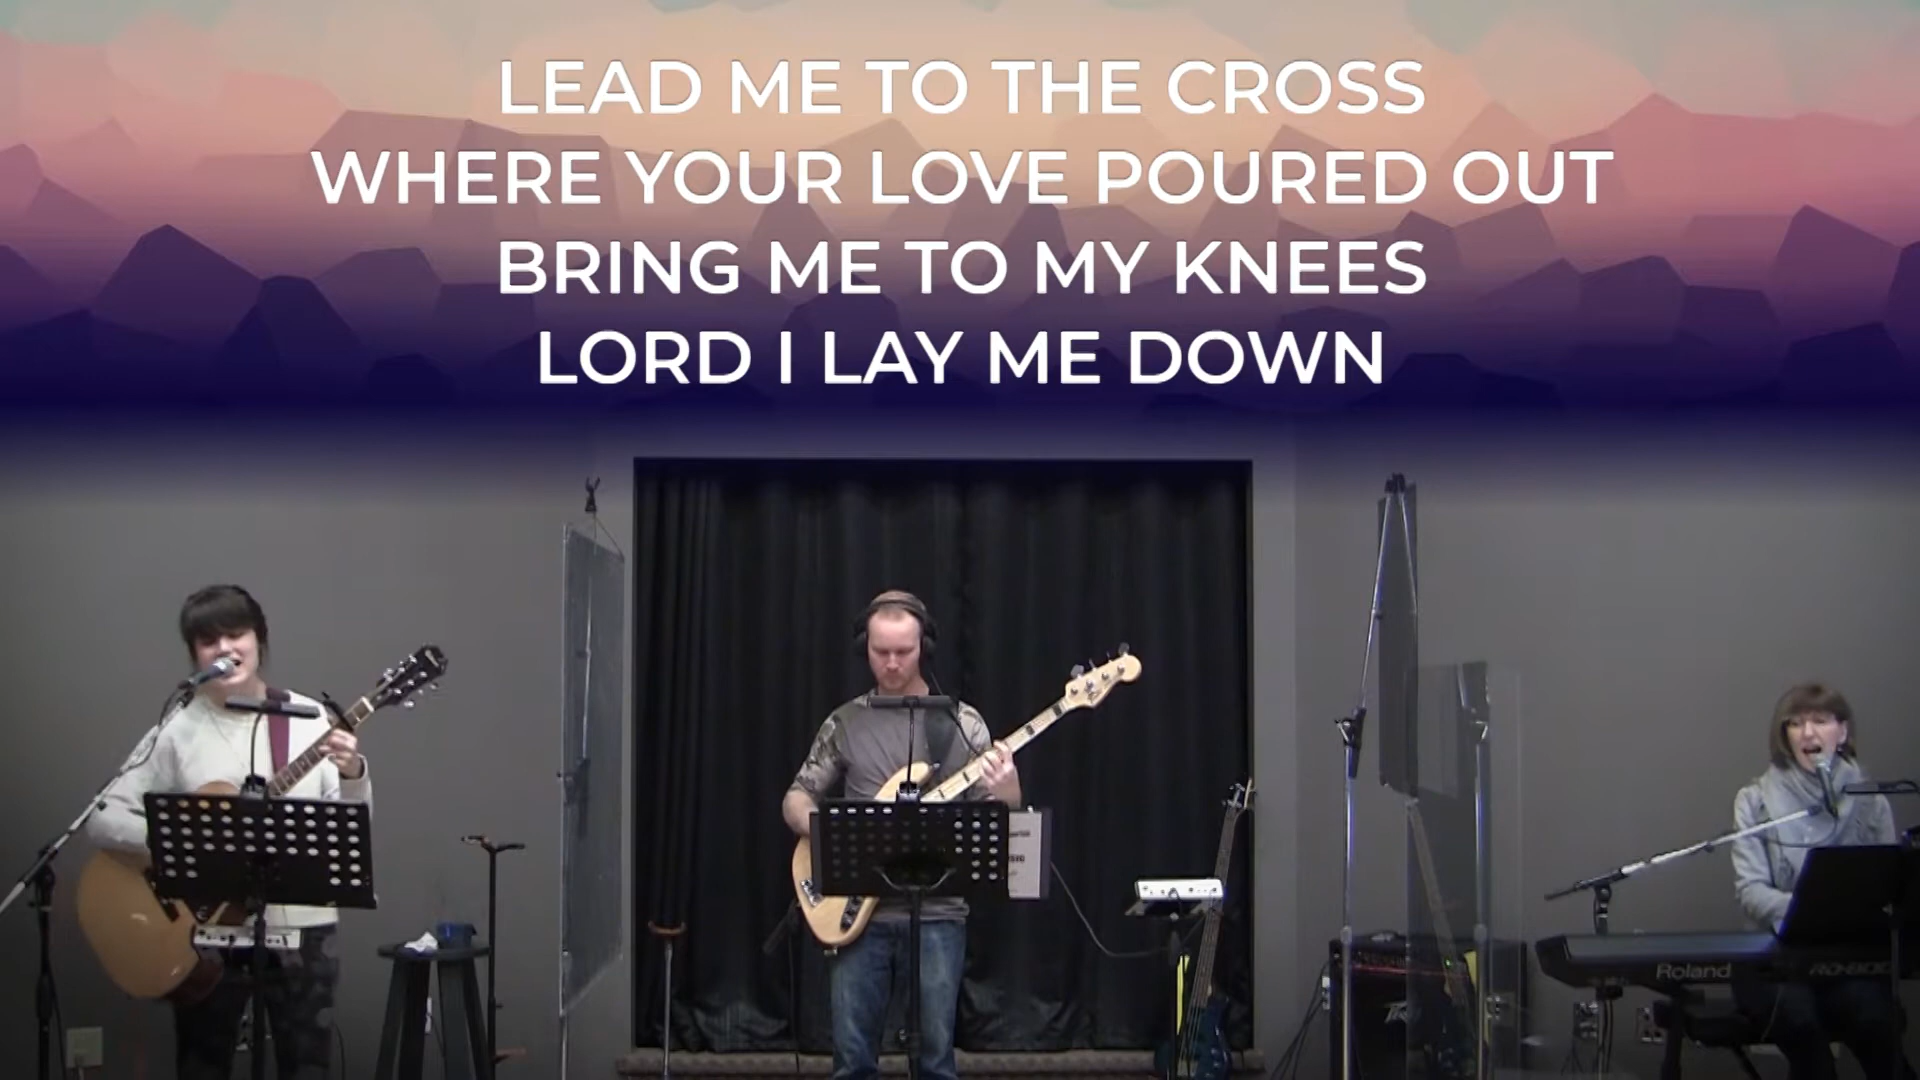 LEAD ME TO THE CROSS
WHERE YOUR LOVE POURED OUT
BRING ME TO MY KNEES
LORD I LAY ME DOWN
Roland